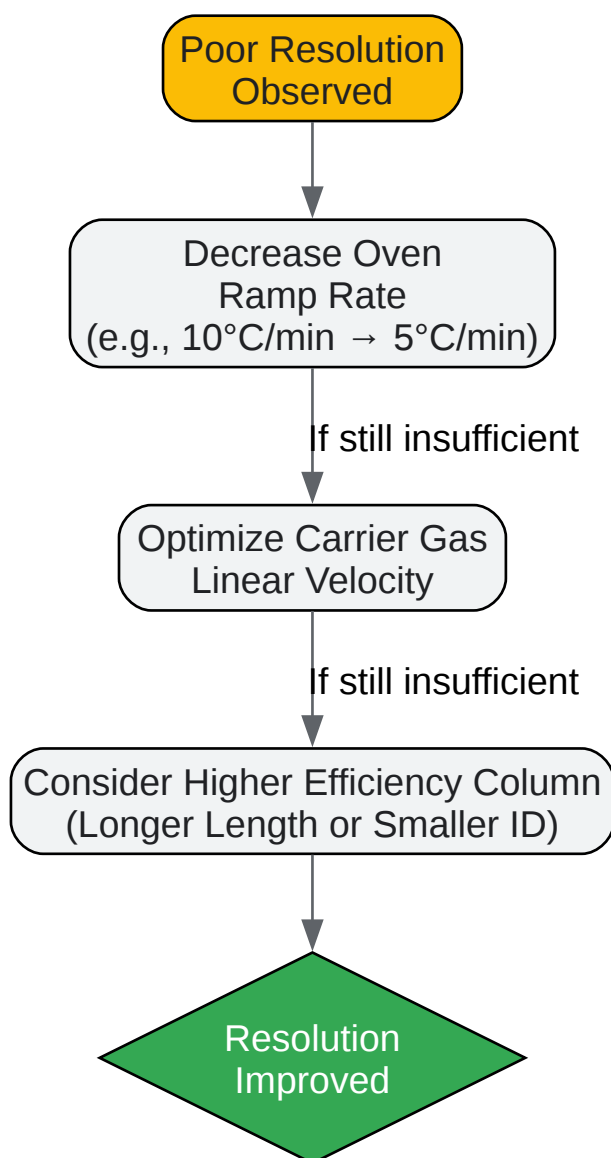 Poor Resolution
Observed
Decrease Oven
Ramp Rate
(e.g., 10°C/min → 5°C/min)
If still insufficient
Optimize Carrier Gas
Linear Velocity
If still insufficient
Consider Higher Efficiency Column
(Longer Length or Smaller ID)
Resolution
Improved